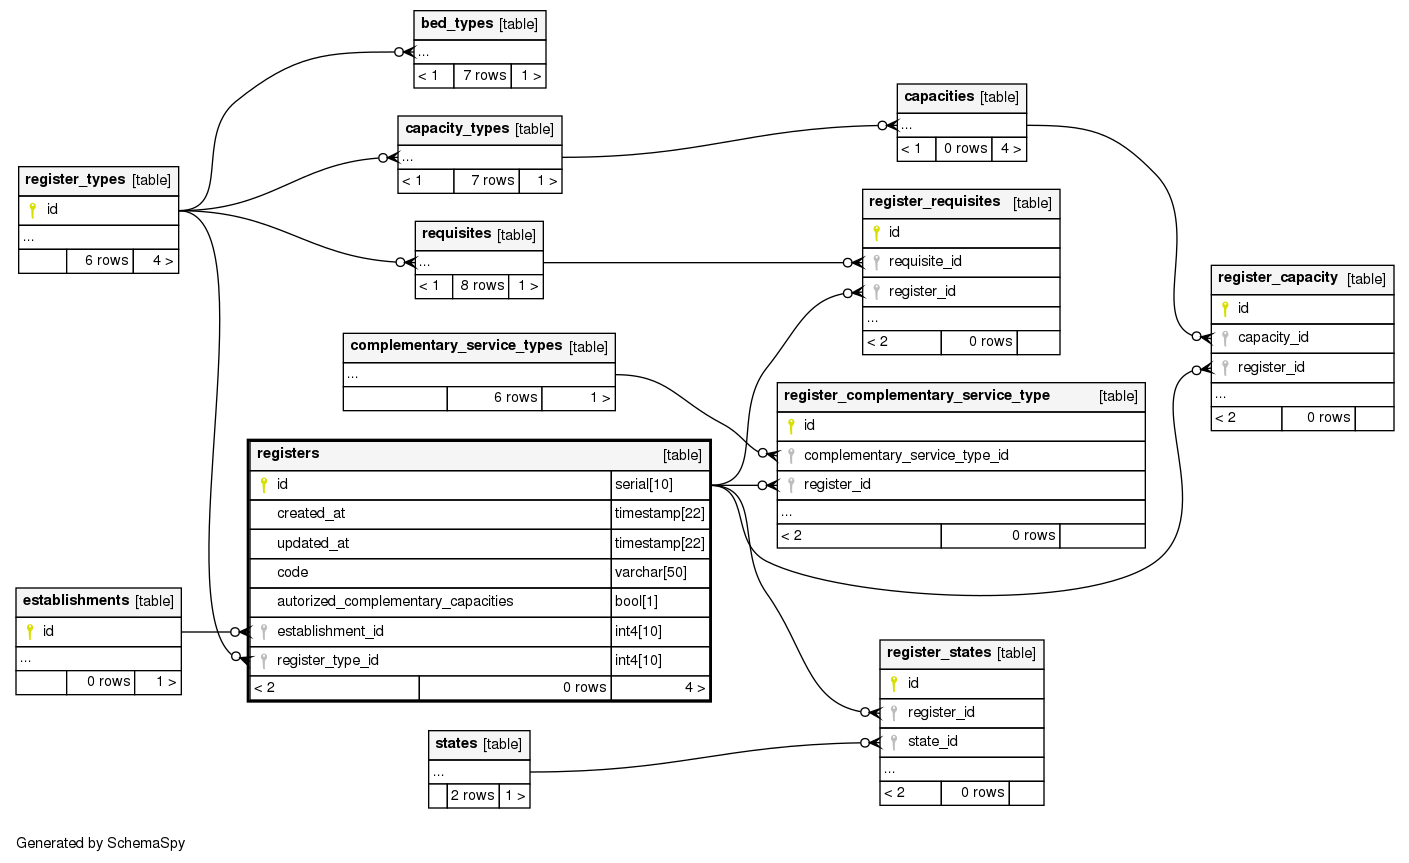 bed_types [table]
...
< 1 7 rows 1 >
capacity_types [table]
...
< 1 7 rows 1 >
capacities [table]
...
< 1 0 rows 4 >
register_types [table]
id
...
6 rows 4 >
requisites [table]
...
< 1 8 rows 1 >
register_requisites [table]
id
requisite_id
register_id
...
< 2 0 rows
register_capacity [table]
id
capacity_id
register_id
...
< 2 0 rows
complementary_service_types [table]
...
6 rows 1 >
register_complementary_service_type [table]
id
complementary_service_type_id
register_id
...
< 2 0 rows
registers [table]
id serial[10]
created_at timestamp[22]
updated_at timestamp[22]
code varchar[50]
autorized_complementary_capacities bool[1]
establishment_id int4[10]
register_type_id int4[10]
< 2 0 rows 4 >
establishments [table]
id
...
0 rows 1 >
register_states [table]
id
register_id
state_id
...
< 2 0 rows
states [table]
...
2 rows 1 >
Generated by SchemaSpy